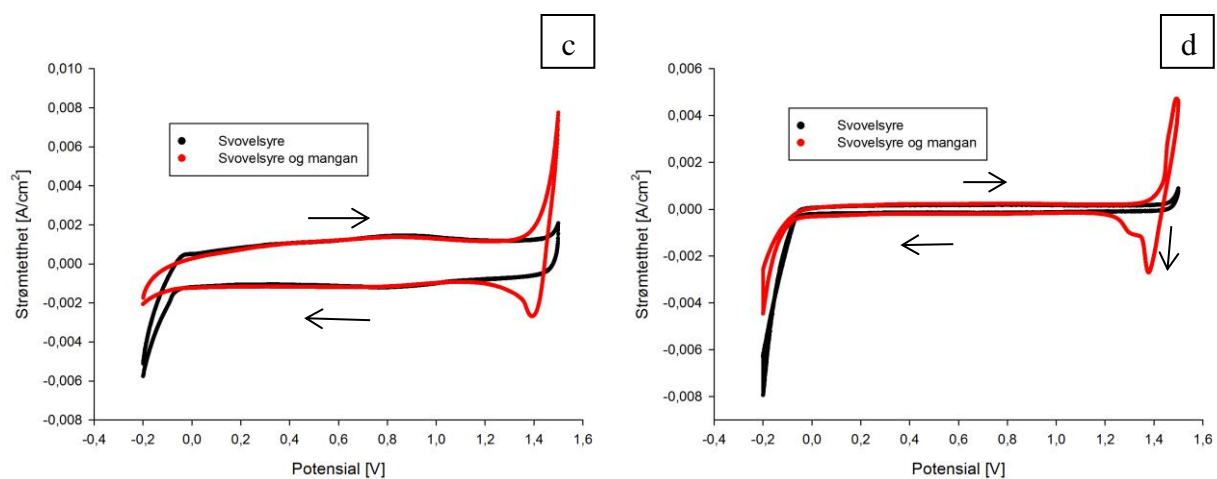 c
0,010
0,008
0,006
0,004
0,002
0,000
-0,002
-0,004
-0,006
-0,008
Strømtetthet [A/cm²]
Svovelsyre
Svovelsyre og mangan
-0,4 -0,2 0,0 0,2 0,4 0,6 0,8 1,0 1,2 1,4 1,6
Potensial [V]
d
0,006
0,004
0,002
0,000
-0,002
-0,004
-0,006
-0,008
Strømtetthet [A/cm²]
Svovelsyre
Svovelsyre og mangan
-0,4 -0,2 0,0 0,2 0,4 0,6 0,8 1,0 1,2 1,4 1,6
Potensial [V]